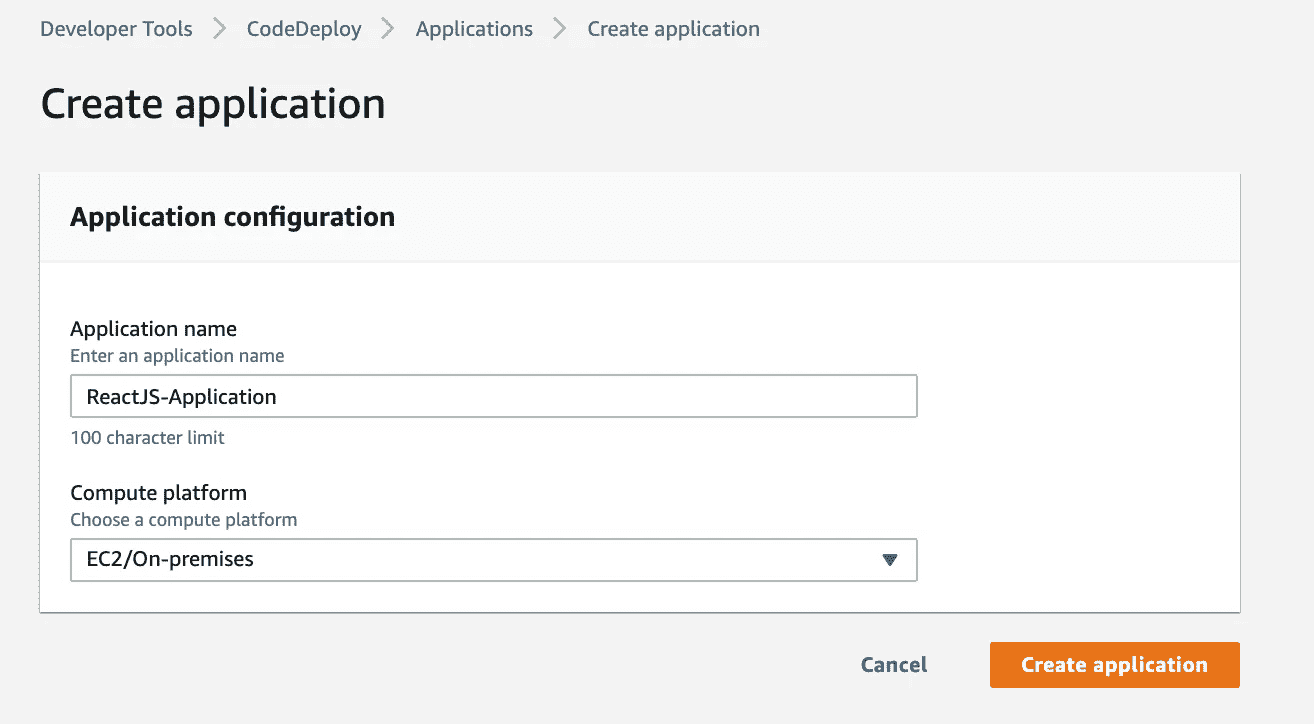 Developer Tools > CodeDeploy > Applications > Create application
Create application
Application configuration
Application name
Enter an application name
ReactJS-Application
100 character limit
Compute platform
Choose a compute platform
EC2/On-premises
Cancel
Create application